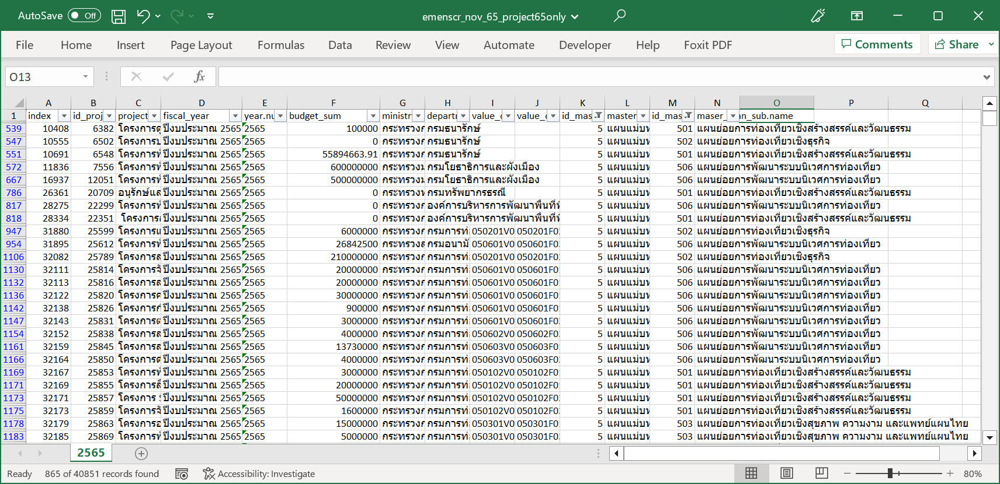 AutoSave Off emenscr_nov_65_project65only
File Home Insert Page Layout Formulas Data Review View Automate Developer Help Foxit PDF Comments Share
O13 fx
A B C D E F G H I J K L M N O P Q
1 index id_proj project fiscal_year year.nu budget_sum ministr departr value_c value_c id_mas master id_mas maser_ an_sub.name
539 10408 6382 โครงการ ปีงบประมาณ 2565 2565 100000 กระทรวงก กรมธนารักษ์ 5 แผนแม่บท 501 แผนย่อยการท่องเที่ยวเชิงสร้างสรรค์และวัฒนธรรม
547 10555 6502 โครงการ ปีงบประมาณ 2565 2565 0 กระทรวงก กรมธนารักษ์ 5 แผนแม่บท 502 แผนย่อยการท่องเที่ยวเชิงธุรกิจ
551 10691 6548 โครงการ ปีงบประมาณ 2565 2565 55894663.91 กระทรวงก กรมธนารักษ์ 5 แผนแม่บท 501 แผนย่อยการท่องเที่ยวเชิงสร้างสรรค์และวัฒนธรรม
572 11836 7556 โครงการ ปีงบประมาณ 2565 2565 600000000 กระทรวงม กรมโยธาธิการและผังเมือง 5 แผนแม่บท 506 แผนย่อยการพัฒนาระบบนิเวศการท่องเที่ยว
667 16937 12051 โครงการ ปีงบประมาณ 2565 2565 500000000 กระทรวงม กรมโยธาธิการและผังเมือง 5 แผนแม่บท 506 แผนย่อยการพัฒนาระบบนิเวศการท่องเที่ยว
786 26361 20709 อนุรักษ์แล ปีงบประมาณ 2565 2565 0 กระทรวงท กรมทรัพยากรธรณี 5 แผนแม่บท 501 แผนย่อยการท่องเที่ยวเชิงสร้างสรรค์และวัฒนธรรม
817 28275 22299 โครงการ ปีงบประมาณ 2565 2565 0 กระทรวงก องค์การบริหารการพัฒนาพื้นที่ 5 แผนแม่บท 506 แผนย่อยการพัฒนาระบบนิเวศการท่องเที่ยว
818 28334 22351 โครงการ ปีงบประมาณ 2565 2565 0 กระทรวงก องค์การบริหารการพัฒนาพื้นที่ 5 แผนแม่บท 501 แผนย่อยการท่องเที่ยวเชิงสร้างสรรค์และวัฒนธรรม
947 31880 25599 โครงการ ปีงบประมาณ 2565 2565 6000000 กระทรวงก กรมการท่ 050201V0 050201F0 5 แผนแม่บท 502 แผนย่อยการท่องเที่ยวเชิงธุรกิจ
954 31895 25612 โครงการ ปีงบประมาณ 2565 2565 26842500 กระทรวงส กรมอนามั 050601V0 050601F0 5 แผนแม่บท 506 แผนย่อยการพัฒนาระบบนิเวศการท่องเที่ยว
1106 32082 25789 โครงการ ปีงบประมาณ 2565 2565 210000000 กระทรวงก กรมการท่ 050201V0 050201F0 5 แผนแม่บท 502 แผนย่อยการท่องเที่ยวเชิงธุรกิจ
1130 32111 25814 โครงการ ปีงบประมาณ 2565 2565 20000000 กระทรวงก กรมการท่ 050601V0 050601F0 5 แผนแม่บท 506 แผนย่อยการพัฒนาระบบนิเวศการท่องเที่ยว
1132 32113 25816 โครงการ ปีงบประมาณ 2565 2565 20000000 กระทรวงก กรมการท่ 050601V0 050601F0 5 แผนแม่บท 506 แผนย่อยการพัฒนาระบบนิเวศการท่องเที่ยว
1136 32122 25820 โครงการ ปีงบประมาณ 2565 2565 30000000 กระทรวงก กรมการท่ 050601V0 050601F0 5 แผนแม่บท 506 แผนย่อยการพัฒนาระบบนิเวศการท่องเที่ยว
1142 32138 25826 โครงการ ปีงบประมาณ 2565 2565 900000 กระทรวงก กรมการท่ 050601V0 050601F0 5 แผนแม่บท 506 แผนย่อยการพัฒนาระบบนิเวศการท่องเที่ยว
1147 32143 25831 โครงการ ปีงบประมาณ 2565 2565 3000000 กระทรวงก กรมการท่ 050601V0 050601F0 5 แผนแม่บท 506 แผนย่อยการพัฒนาระบบนิเวศการท่องเที่ยว
1154 32152 25838 โครงการ ปีงบประมาณ 2565 2565 4000000 กระทรวงก กรมการท่ 050602V0 050602F0 5 แผนแม่บท 506 แผนย่อยการพัฒนาระบบนิเวศการท่องเที่ยว
1161 32159 25845 โครงการ ปีงบประมาณ 2565 2565 13730000 กระทรวงก กรมการท่ 050603V0 050603F0 5 แผนแม่บท 506 แผนย่อยการพัฒนาระบบนิเวศการท่องเที่ยว
1166 32164 25850 โครงการ ปีงบประมาณ 2565 2565 4000000 กระทรวงก กรมการท่ 050603V0 050603F0 5 แผนแม่บท 506 แผนย่อยการพัฒนาระบบนิเวศการท่องเที่ยว
1169 32167 25853 โครงการ ปีงบประมาณ 2565 2565 3000000 กระทรวงก กรมการท่ 050102V0 050102F0 5 แผนแม่บท 501 แผนย่อยการท่องเที่ยวเชิงสร้างสรรค์และวัฒนธรรม
1171 32169 25855 โครงการ ปีงบประมาณ 2565 2565 20000000 กระทรวงก กรมการท่ 050102V0 050102F0 5 แผนแม่บท 501 แผนย่อยการท่องเที่ยวเชิงสร้างสรรค์และวัฒนธรรม
1173 32171 25857 โครงการ ปีงบประมาณ 2565 2565 50000000 กระทรวงก กรมการท่ 050102V0 050102F0 5 แผนแม่บท 501 แผนย่อยการท่องเที่ยวเชิงสร้างสรรค์และวัฒนธรรม
1175 32173 25859 โครงการ ปีงบประมาณ 2565 2565 1600000 กระทรวงก กรมการท่ 050102V0 050102F0 5 แผนแม่บท 501 แผนย่อยการท่องเที่ยวเชิงสร้างสรรค์และวัฒนธรรม
1178 32179 25863 โครงการ ปีงบประมาณ 2565 2565 15000000 กระทรวงก กรมการท่ 050301V0 050301F0 5 แผนแม่บท 503 แผนย่อยการท่องเที่ยวเชิงสุขภาพ ความงาม และแพทย์แผนไทย
1183 32185 25869 โครงการ ปีงบประมาณ 2565 2565 5000000 กระทรวงก กรมการท่ 050301V0 050301F0 5 แผนแม่บท 503 แผนย่อยการท่องเที่ยวเชิงสุขภาพ ความงาม และแพทย์แผนไทย
2565
Ready 865 of 40851 records found Accessibility: Investigate 80%